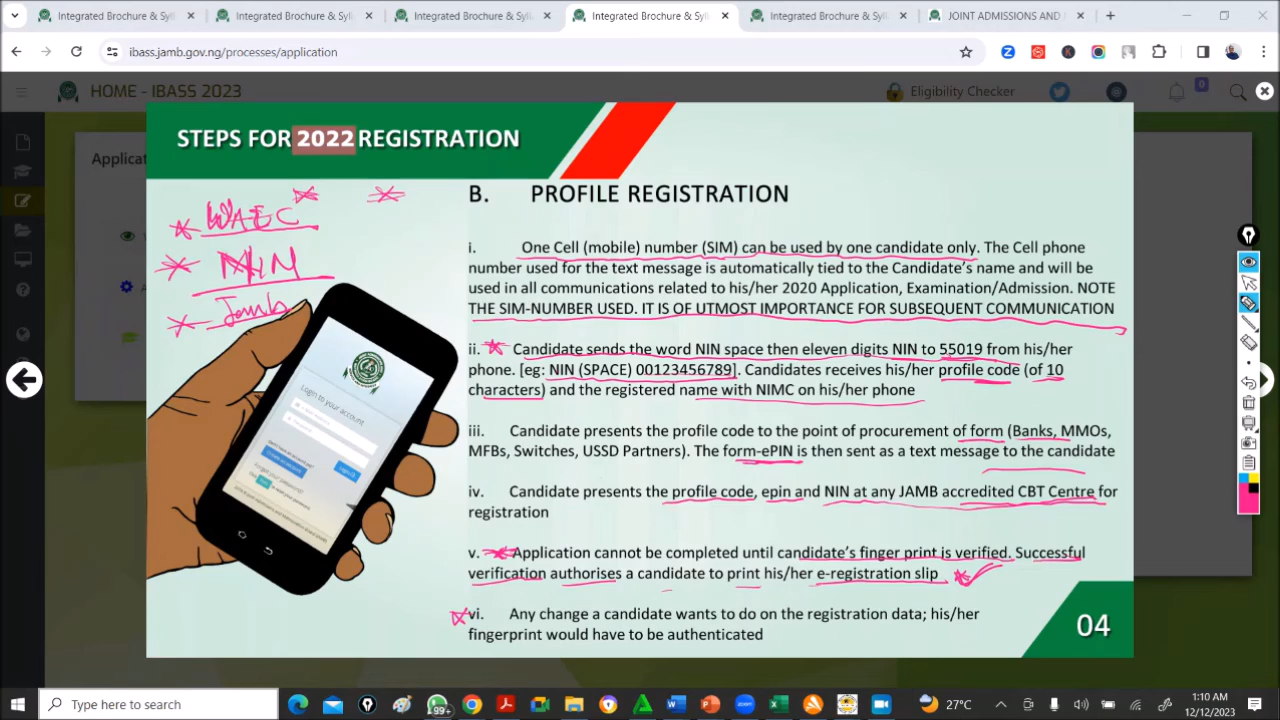 Integrated Brochure & Syll
Integrated Brochure & Syll
Integrated Brochure & Syll
Integrated Brochure & Syll
Integrated Brochure & Syll
JOINT ADMISSIONS AND
ibass.jamb.gov.ng/processes/application
HOME - IBASS 2023
Eligibility Checker
0
Applicat
A
STEPS FOR 2022 REGISTRATION
WAEC
NIN
Jamb
Login to your account
Login
B. PROFILE REGISTRATION
i. One Cell (mobile) number (SIM) can be used by one candidate only. The Cell phone
number used for the text message is automatically tied to the Candidate's name and will be
used in all communications related to his/her 2020 Application, Examination/Admission. NOTE
THE SIM-NUMBER USED. IT IS OF UTMOST IMPORTANCE FOR SUBSEQUENT COMMUNICATION
ii. Candidate sends the word NIN space then eleven digits NIN to 55019 from his/her
phone. [eg: NIN (SPACE) 00123456789]. Candidates receives his/her profile code (of 10
characters) and the registered name with NIMC on his/her phone
iii. Candidate presents the profile code to the point of procurement of form (Banks, MMOs,
MFBs, Switches, USSD Partners). The form-ePIN is then sent as a text message to the candidate
iv. Candidate presents the profile code, epin and NIN at any JAMB accredited CBT Centre for
registration
v. Application cannot be completed until candidate's finger print is verified. Successful
verification authorises a candidate to print his/her e-registration slip
vi. Any change a candidate wants to do on the registration data; his/her
fingerprint would have to be authenticated
04
Type here to search
99+
27°C
1:10 AM
12/12/2023